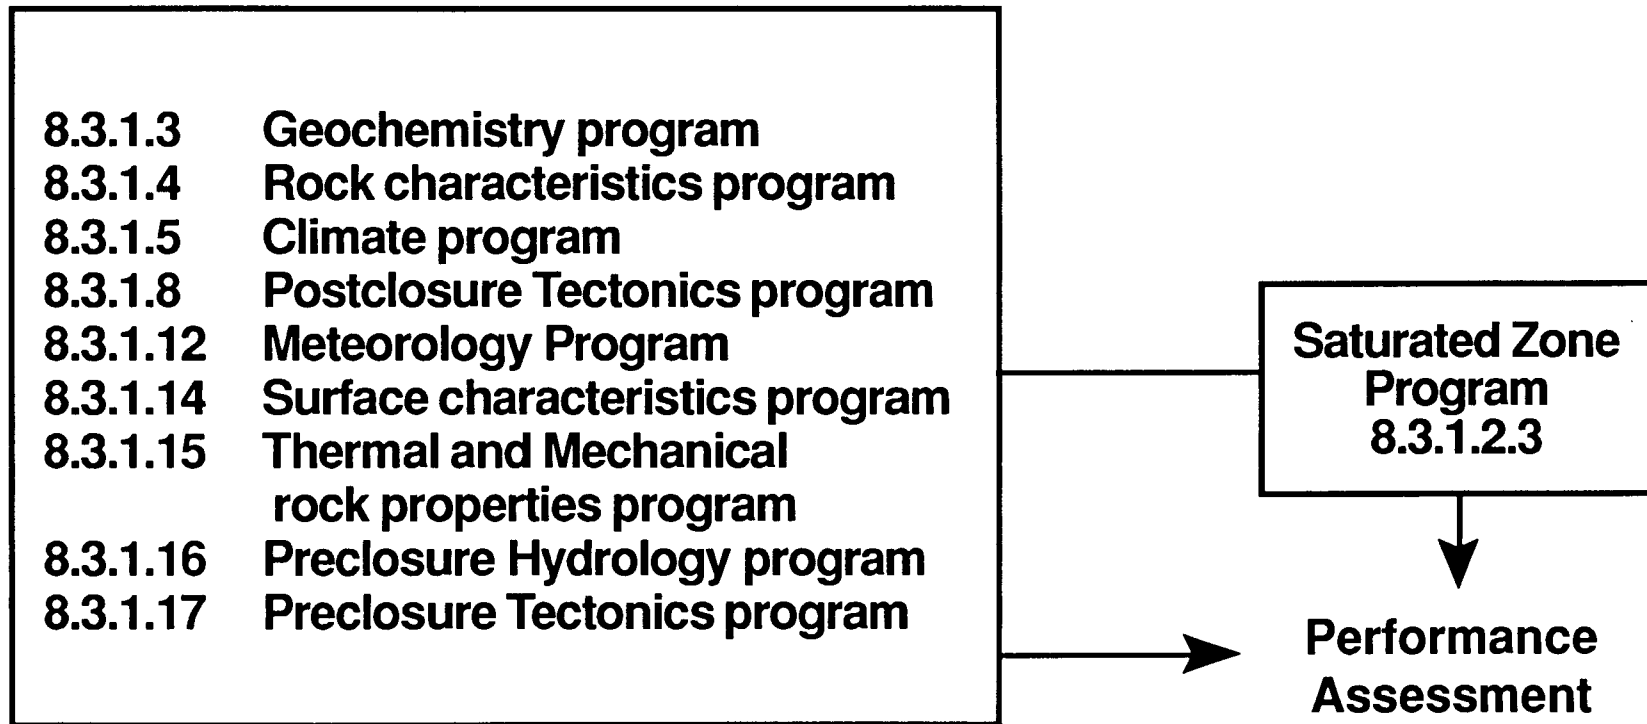 8.3.1.3 Geochemistry program
8.3.1.4 Rock characteristics program
8.3.1.5 Climate program
8.3.1.8 Postclosure Tectonics program
8.3.1.12 Meteorology Program
8.3.1.14 Surface characteristics program
8.3.1.15 Thermal and Mechanical
rock properties program
8.3.1.16 Preclosure Hydrology program
8.3.1.17 Preclosure Tectonics program
Saturated Zone
Program
8.3.1.2.3
Performance
Assessment